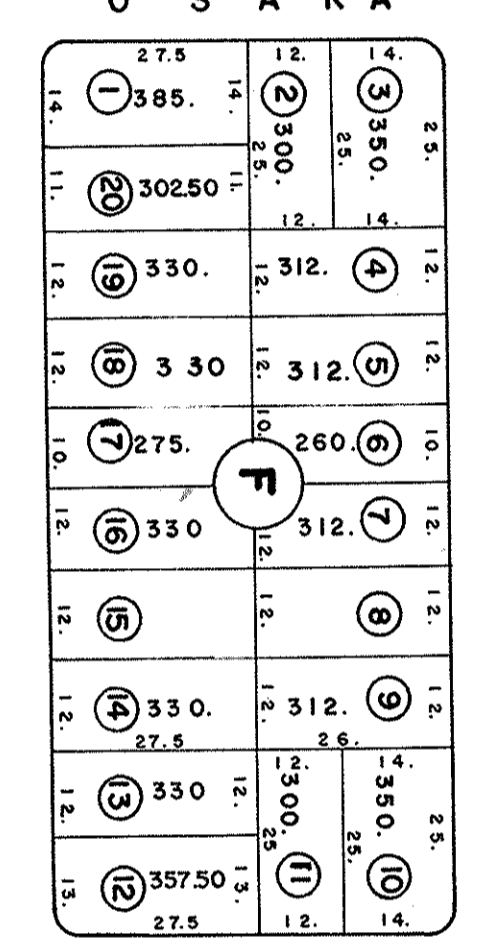 O S A K A
27.5 12. 14.
14. 1 385. 14. 2 300. 25. 3 350. 25. 25.
11. 20 302.50 11. 12. 14.
12. 19 330. 12. 312. 4 12.
12. 18 3 30 12. 312. 5 12.
10. 17 275. 10. 260. 6 10.
F
12. 16 330 12. 312. 7 12.
12. 15 12. 8 12.
12. 14 330. 12. 312. 9 12.
27.5 26.
12. 14.
12. 13 330 12. 300. 25 350. 25. 25.
13. 12 357.50 13. 11 10
27.5 12. 14.